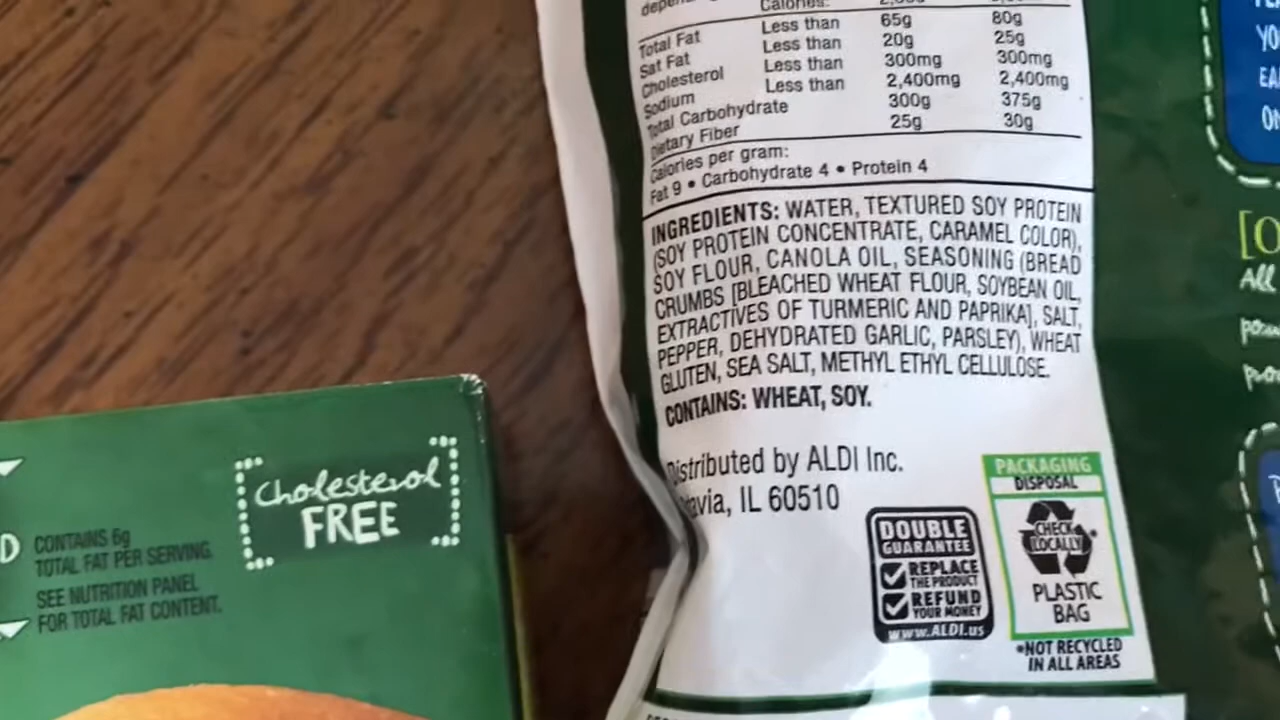 Calories:
Total Fat Less than 65g 80g
Sat Fat Less than 20g 25g
Cholesterol Less than 300mg 300mg
Sodium Less than 2,400mg 2,400mg
Total Carbohydrate 300g 375g
Dietary Fiber 25g 30g
Calories per gram:
Fat 9 • Carbohydrate 4 • Protein 4
INGREDIENTS: WATER, TEXTURED SOY PROTEIN
(SOY PROTEIN CONCENTRATE, CARAMEL COLOR),
SOY FLOUR, CANOLA OIL, SEASONING (BREAD
CRUMBS [BLEACHED WHEAT FLOUR, SOYBEAN OIL,
EXTRACTIVES OF TURMERIC AND PAPRIKA], SALT,
PEPPER, DEHYDRATED GARLIC, PARSLEY), WHEAT
GLUTEN, SEA SALT, METHYL ETHYL CELLULOSE.
CONTAINS: WHEAT, SOY.
Distributed by ALDI Inc.
avia, IL 60510
DOUBLE
GUARANTEE
REPLACE
THE PRODUCT
REFUND
YOUR MONEY
www.ALDI.us
PACKAGING
DISPOSAL
CHECK
LOCALLY*
PLASTIC
BAG
*NOT RECYCLED
IN ALL AREAS
Cholesterol
FREE
D
CONTAINS 6g
TOTAL FAT PER SERVING.
SEE NUTRITION PANEL
FOR TOTAL FAT CONTENT.
YO
EA
ON
[O
All